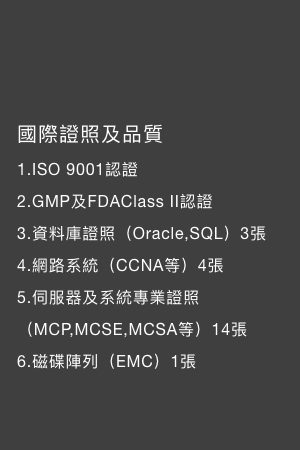 國際證照及品質
1.ISO 9001認證
2.GMP及FDAClass II認證
3.資料庫證照（Oracle,SQL）3張
4.網路系統（CCNA等）4張
5.伺服器及系統專業證照
（MCP,MCSE,MCSA等）14張
6.磁碟陣列（EMC）1張